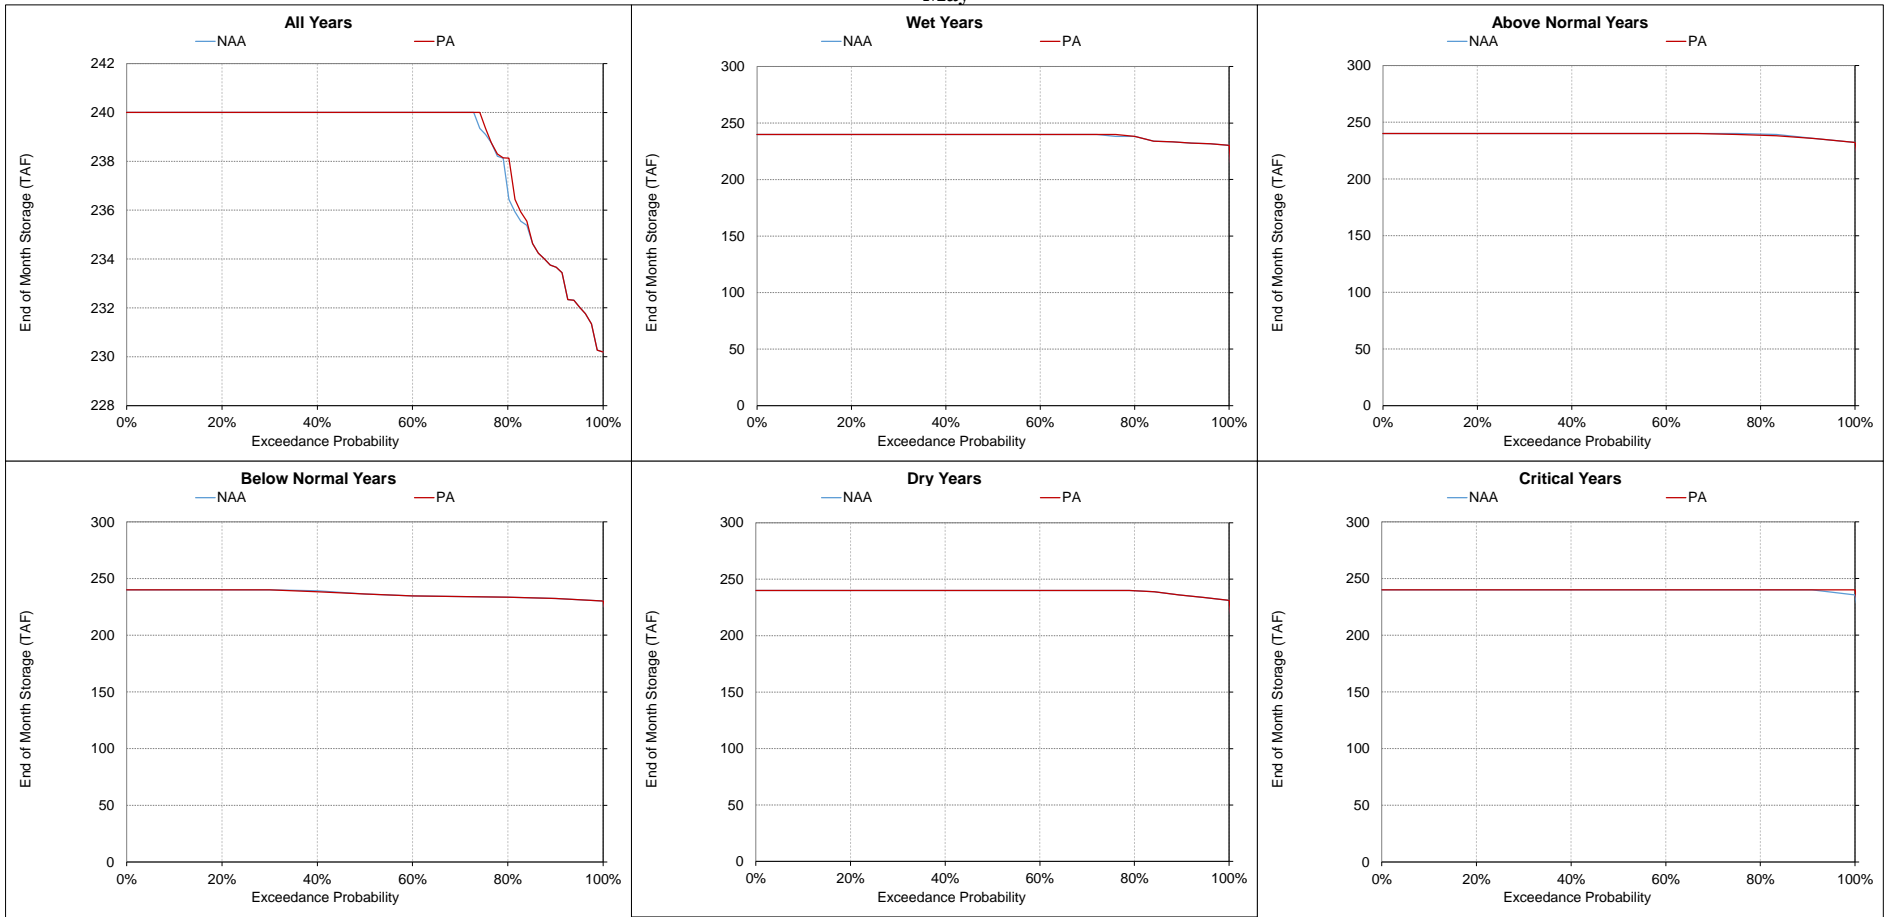 All Years
NAA PA
242
240
238
236
234
232
230
228
0% 20% 40% 60% 80% 100%
End of Month Storage (TAF)
Exceedance Probability
Wet Years
NAA PA
300
250
200
150
100
50
0
0% 20% 40% 60% 80% 100%
End of Month Storage (TAF)
Exceedance Probability
Above Normal Years
NAA PA
300
250
200
150
100
50
0
0% 20% 40% 60% 80% 100%
End of Month Storage (TAF)
Exceedance Probability
Below Normal Years
NAA PA
300
250
200
150
100
50
0
0% 20% 40% 60% 80% 100%
End of Month Storage (TAF)
Exceedance Probability
Dry Years
NAA PA
300
250
200
150
100
50
0
0% 20% 40% 60% 80% 100%
End of Month Storage (TAF)
Exceedance Probability
Critical Years
NAA PA
300
250
200
150
100
50
0
0% 20% 40% 60% 80% 100%
End of Month Storage (TAF)
Exceedance Probability